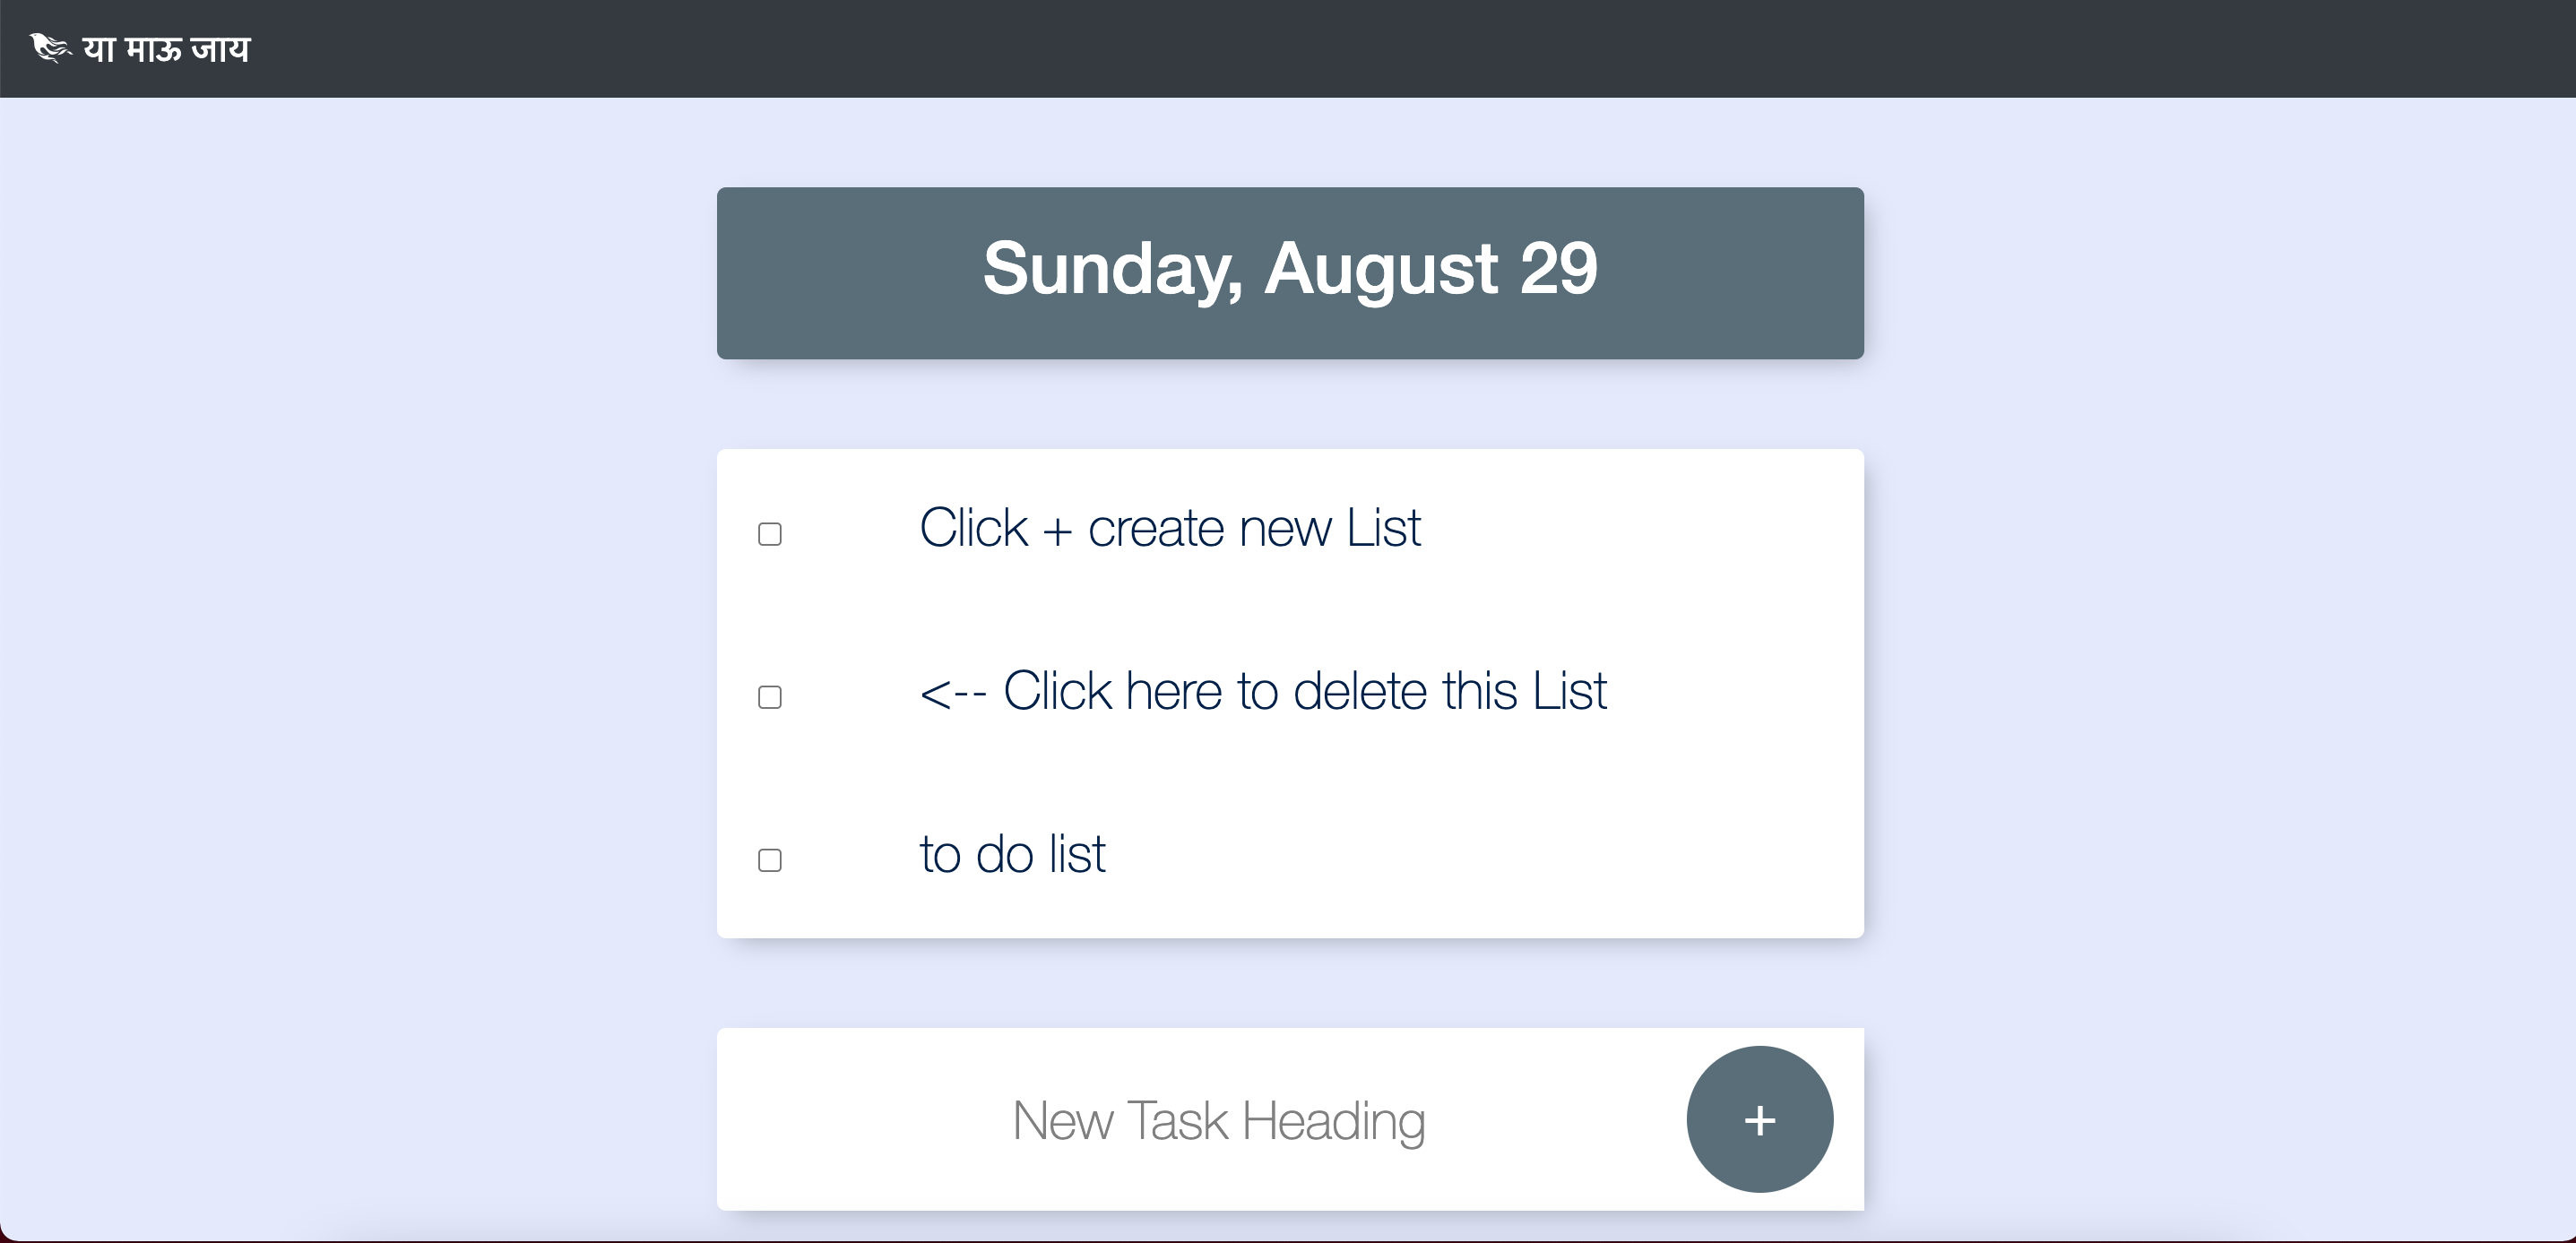 या माऊ जाय
Sunday, August 29
Click + create new List
<-- Click here to delete this List
to do list
New Task Heading
+